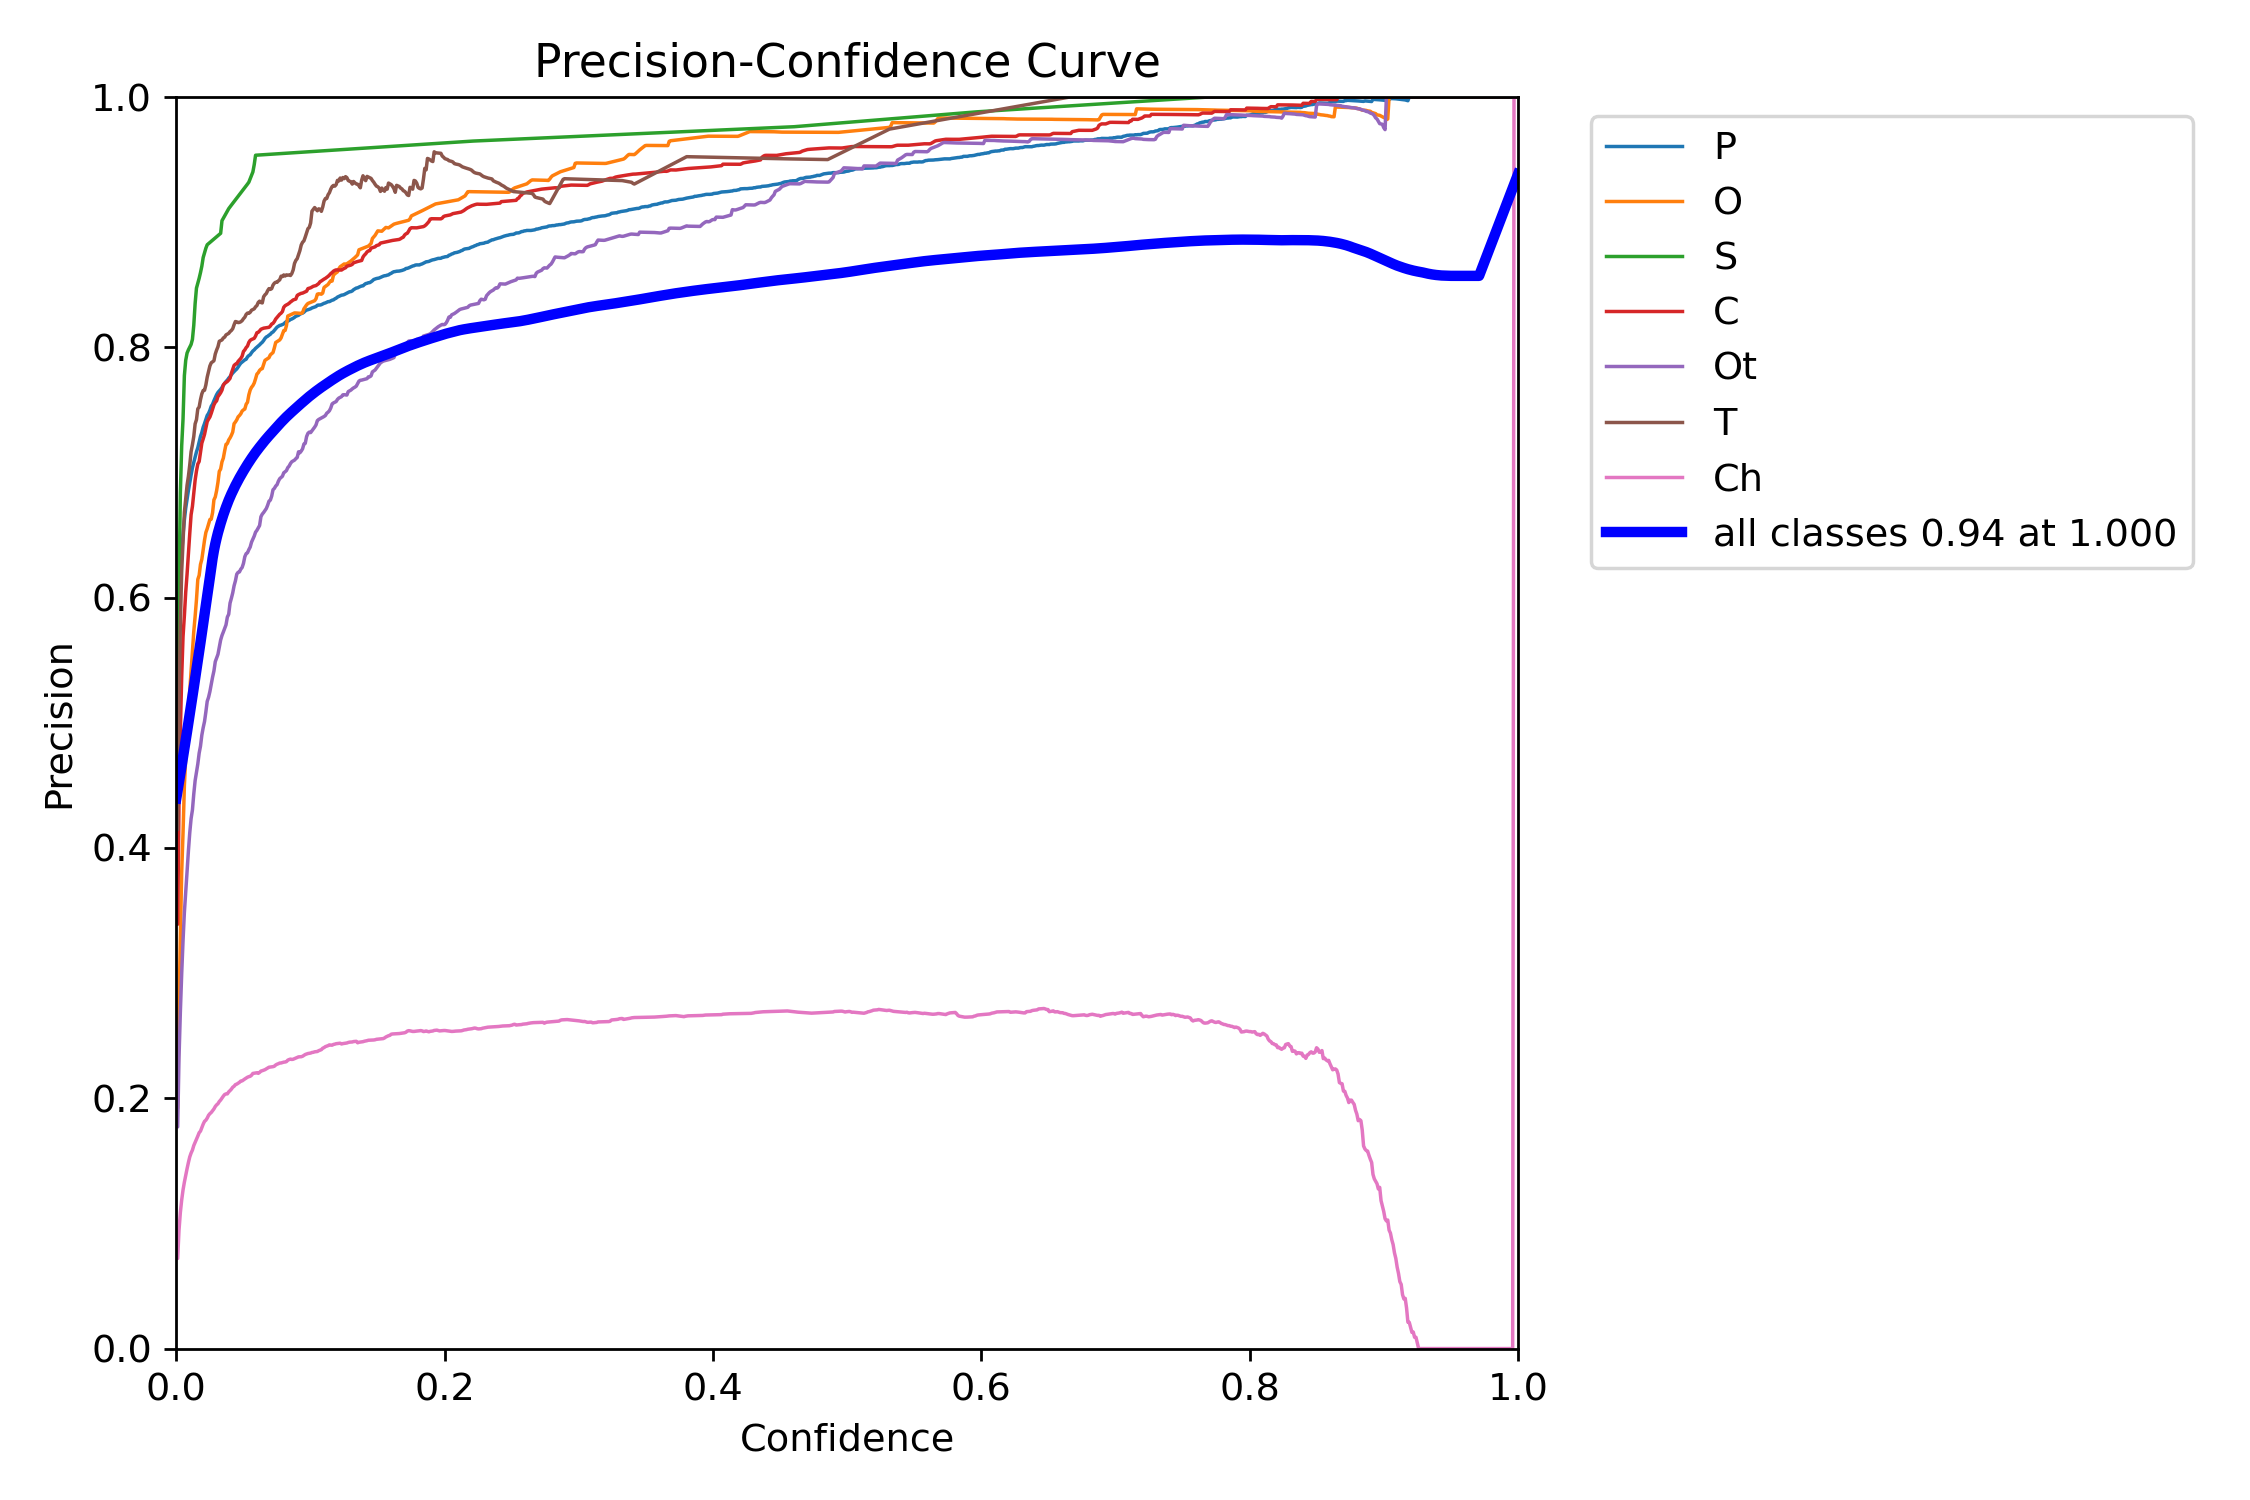 Precision-Confidence Curve
1.0
0.8
0.6
0.4
0.2
0.0
Precision
0.0 0.2 0.4 0.6 0.8 1.0
Confidence
P
O
S
C
Ot
T
Ch
all classes 0.94 at 1.000